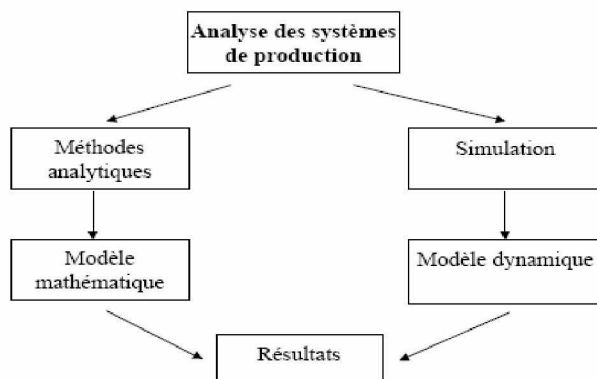 Analyse des systèmes
de production
Méthodes
analytiques
Simulation
Modèle
mathématique
Modèle dynamique
Résultats